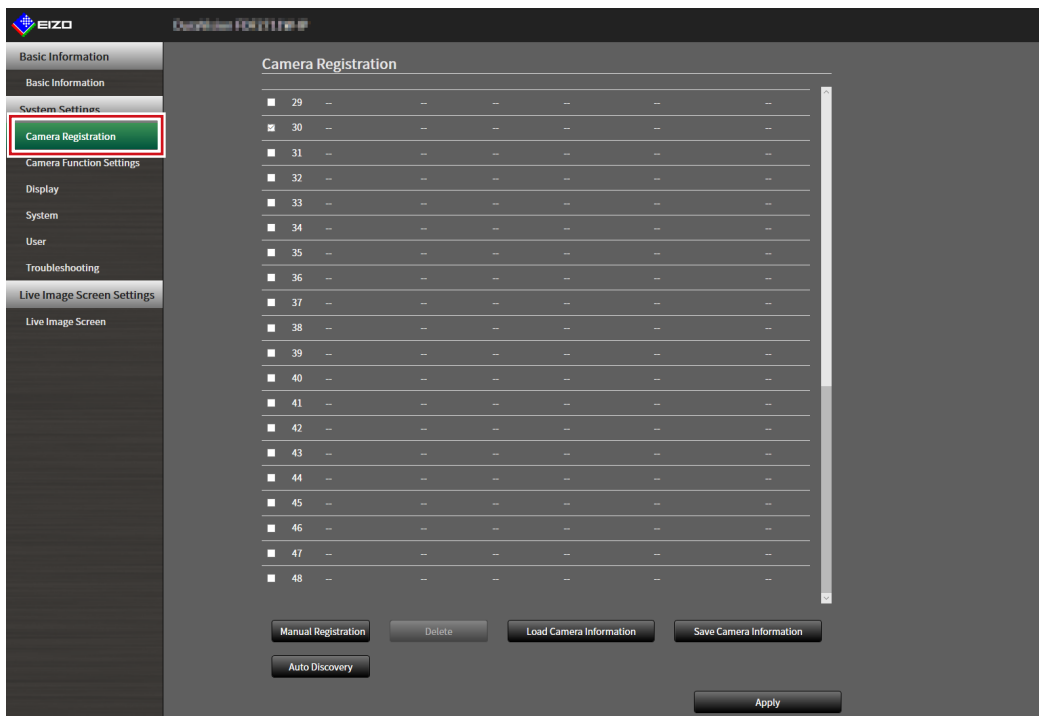 EIZO
Basic Information
Basic Information
System Settings
Camera Registration
Camera Function Settings
Display
System
User
Troubleshooting
Live Image Screen Settings
Live Image Screen
Camera Registration
29 -- -- -- -- -- --
30 -- -- -- -- -- --
31 -- -- -- -- -- --
32 -- -- -- -- -- --
33 -- -- -- -- -- --
34 -- -- -- -- -- --
35 -- -- -- -- -- --
36 -- -- -- -- -- --
37 -- -- -- -- -- --
38 -- -- -- -- -- --
39 -- -- -- -- -- --
40 -- -- -- -- -- --
41 -- -- -- -- -- --
42 -- -- -- -- -- --
43 -- -- -- -- -- --
44 -- -- -- -- -- --
45 -- -- -- -- -- --
46 -- -- -- -- -- --
47 -- -- -- -- -- --
48 -- -- -- -- -- --
Manual Registration Delete Load Camera Information Save Camera Information
Auto Discovery
Apply